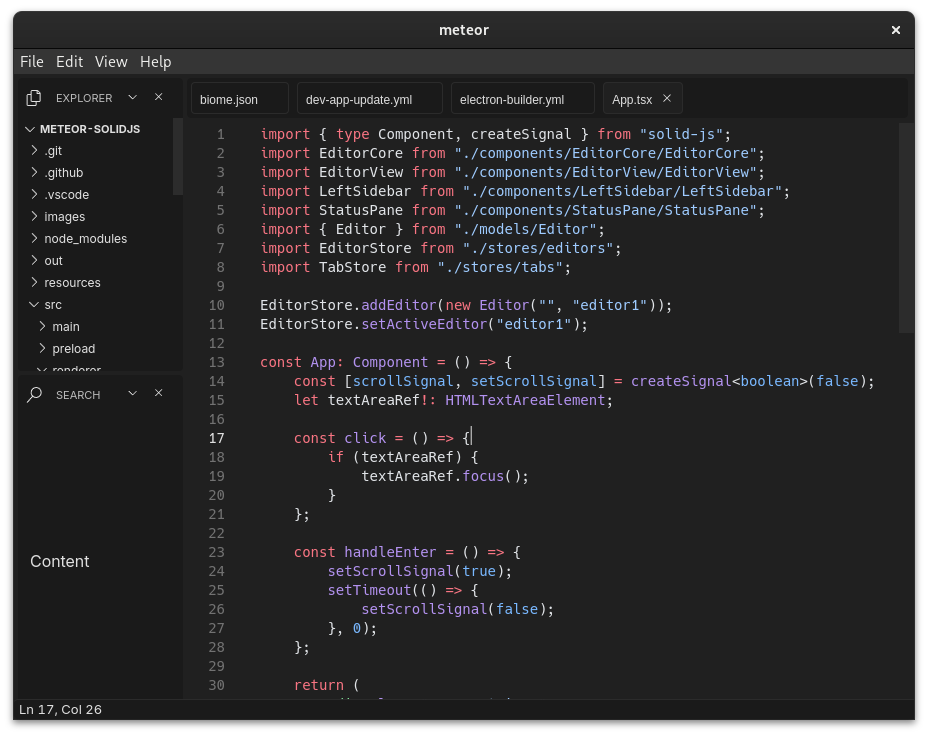 meteor
File Edit View Help
EXPLORER
METEOR-SOLIDJS
.git
.github
.vscode
images
node_modules
out
resources
src
main
preload
renderer
SEARCH
Content
biome.json
dev-app-update.yml
electron-builder.yml
App.tsx
1 import { type Component, createSignal } from "solid-js";
2 import EditorCore from "./components/EditorCore/EditorCore";
3 import EditorView from "./components/EditorView/EditorView";
4 import LeftSidebar from "./components/LeftSidebar/LeftSidebar";
5 import StatusPane from "./components/StatusPane/StatusPane";
6 import { Editor } from "./models/Editor";
7 import EditorStore from "./stores/editors";
8 import TabStore from "./stores/tabs";
9
10 EditorStore.addEditor(new Editor("", "editor1"));
11 EditorStore.setActiveEditor("editor1");
12
13 const App: Component = () => {
14     const [scrollSignal, setScrollSignal] = createSignal<boolean>(false);
15     let textAreaRef!: HTMLTextAreaElement;
16
17     const click = () => {
18         if (textAreaRef) {
19             textAreaRef.focus();
20         }
21     };
22
23     const handleEnter = () => {
24         setScrollSignal(true);
25         setTimeout(() => {
26             setScrollSignal(false);
27         }, 0);
28     };
29
30     return (
Ln 17, Col 26